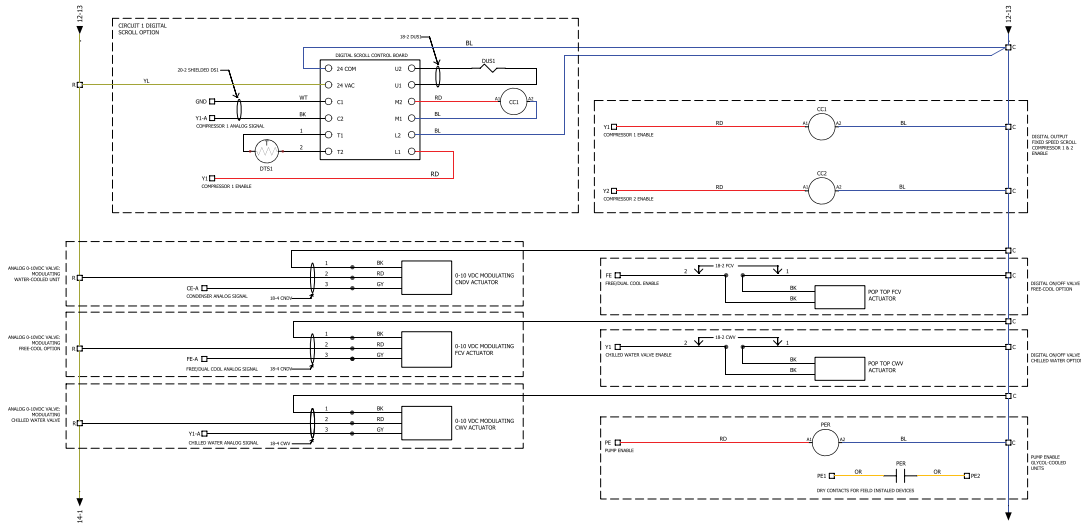 12-13
12-13
CIRCUIT 1 DIGITAL
SCROLL OPTION
18-2 DUS1
BL
DIGITAL SCROLL CONTROL BOARD
DUS1
24 COM
U2
20-2 SHIELDED DS1
R
YL
24 VAC
U1
GND
WT
C1
M2
RD
A1
CC1
A2
Y1-A
BK
C2
M1
BL
COMPRESSOR 1 ANALOG SIGNAL
1
T1
L2
BL
T
2
T2
L1
DTS1
Y1
RD
COMPRESSOR 1 ENABLE
C
CC1
Y1
RD
A1
A2
BL
C
COMPRESSOR 1 ENABLE
DIGITAL OUTPUT
FIXED SPEED SCROLL
COMPRESSOR 1 & 2
ENABLE
CC2
Y2
RD
A1
A2
BL
C
COMPRESSOR 2 ENABLE
C
ANALOG 0-10VDC VALVE:
MODULATING
WATER-COOLED UNIT
R
1
BK
2
RD
3
GY
CE-A
CONDENSER ANALOG SIGNAL
18-4 CNDV
0-10 VDC MODULATING
CNDV ACTUATOR
FE
2
18-2 FCV
1
C
FREE/DUAL COOL ENABLE
BK
BK
POP TOP FCV
ACTUATOR
DIGITAL ON/OFF VALVE
FREE-COOL OPTION
C
ANALOG 0-10VDC VALVE:
MODULATING
FREE-COOL OPTION
R
1
BK
2
RD
3
GY
FE-A
FREE/DUAL COOL ANALOG SIGNAL
18-4 CNDV
0-10 VDC MODULATING
FCV ACTUATOR
Y1
2
18-2 CWV
1
C
CHILLED WATER VALVE ENABLE
BK
BK
POP TOP CWV
ACTUATOR
DIGITAL ON/OFF VALVE
CHILLED WATER OPTION
C
ANALOG 0-10VDC VALVE:
MODULATING
CHILLED WATER VALVE
R
1
BK
2
RD
3
GY
Y1-A
CHILLED WATER ANALOG SIGNAL
18-4 CWV
0-10 VDC MODULATING
CWV ACTUATOR
PER
PE
RD
A1
A2
BL
C
PUMP ENABLE
PUMP ENABLE
GLYCOL-COOLED
UNITS
PER
PE1
OR
OR
PE2
DRY CONTACTS FOR FIELD INSTALED DEVICES
14-1